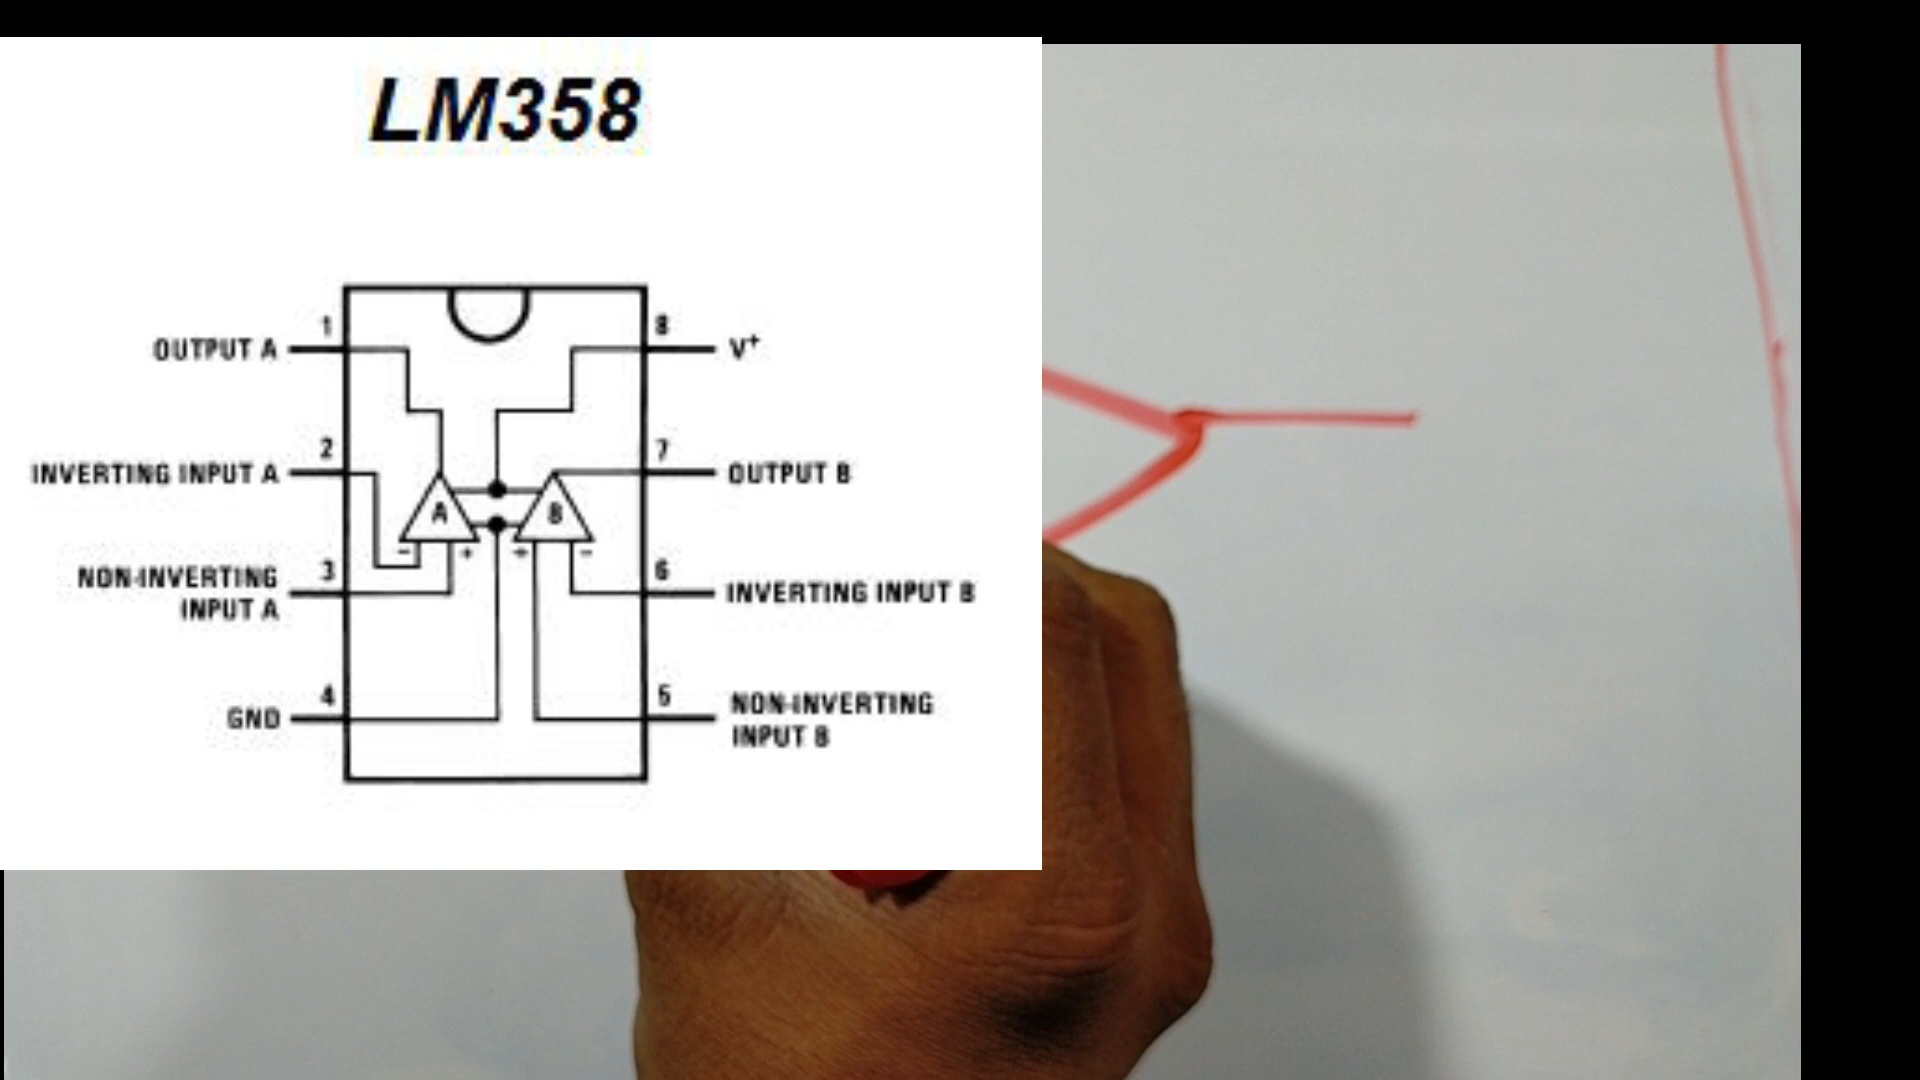 LM358
1
OUTPUT A
2
INVERTING INPUT A
3
NON-INVERTING
INPUT A
4
GND
8
V+
7
OUTPUT B
6
INVERTING INPUT B
5
NON-INVERTING
INPUT B
A
B
- +
+ -